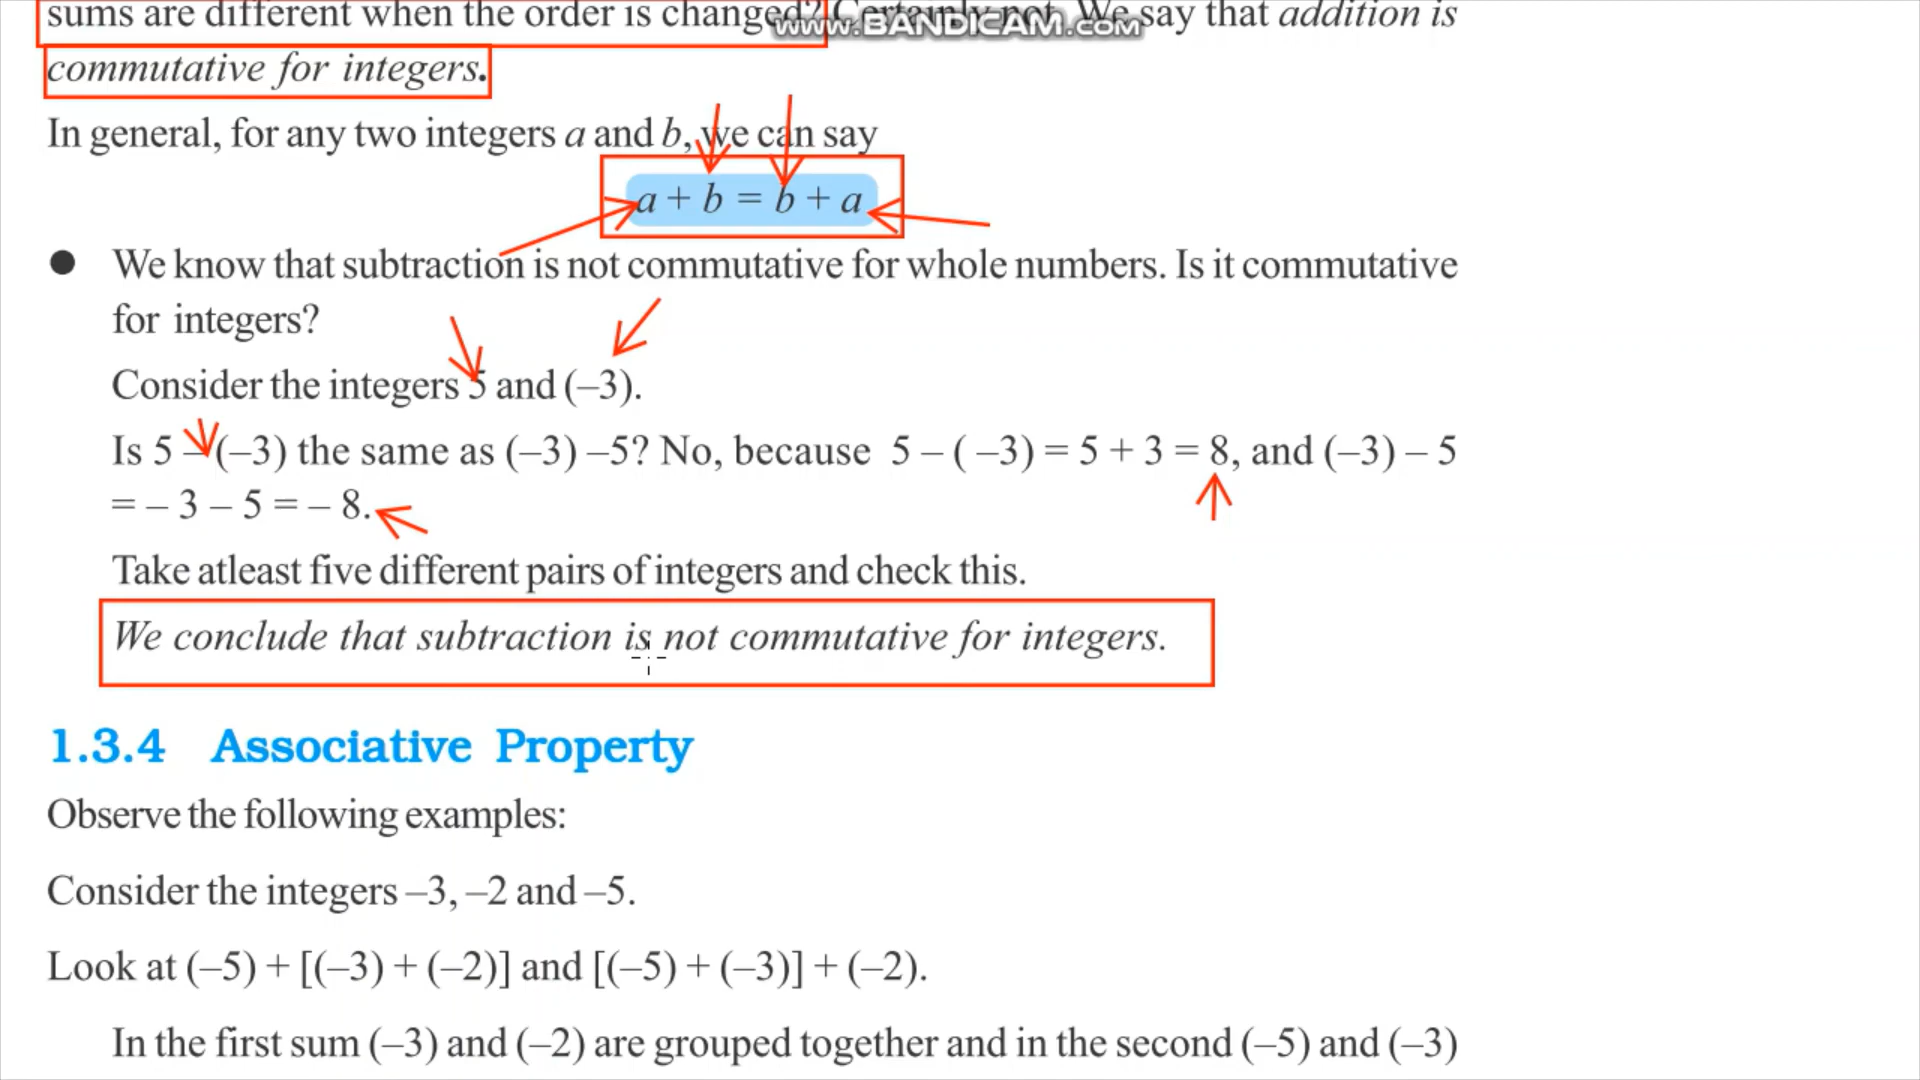 sums are different when the order is changed? Certainly not. We say that addition is
www.BANDICAM.com
commutative for integers.
In general, for any two integers a and b, we can say
a + b = b + a
● We know that subtraction is not commutative for whole numbers. Is it commutative
for integers?
Consider the integers 5 and (–3).
Is 5 – (–3) the same as (–3) –5? No, because 5 – ( –3) = 5 + 3 = 8, and (–3) – 5
= – 3 – 5 = – 8.
Take atleast five different pairs of integers and check this.
We conclude that subtraction is not commutative for integers.
1.3.4 Associative Property
Observe the following examples:
Consider the integers –3, –2 and –5.
Look at (–5) + [(–3) + (–2)] and [(–5) + (–3)] + (–2).
In the first sum (–3) and (–2) are grouped together and in the second (–5) and (–3)